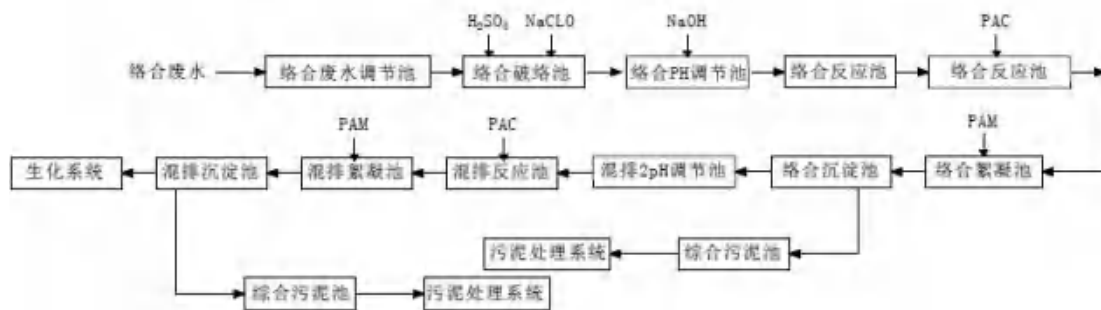 H₂SO₄ NaCLO NaOH PAC
络合废水 络合废水调节池 络合破络池 络合PH调节池 络合反应池 络合反应池
PAM PAC PAM
生化系统 混排沉淀池 混排絮凝池 混排反应池 混排2pH调节池 络合沉淀池 络合絮凝池
污泥处理系统 综合污泥池
综合污泥池 污泥处理系统